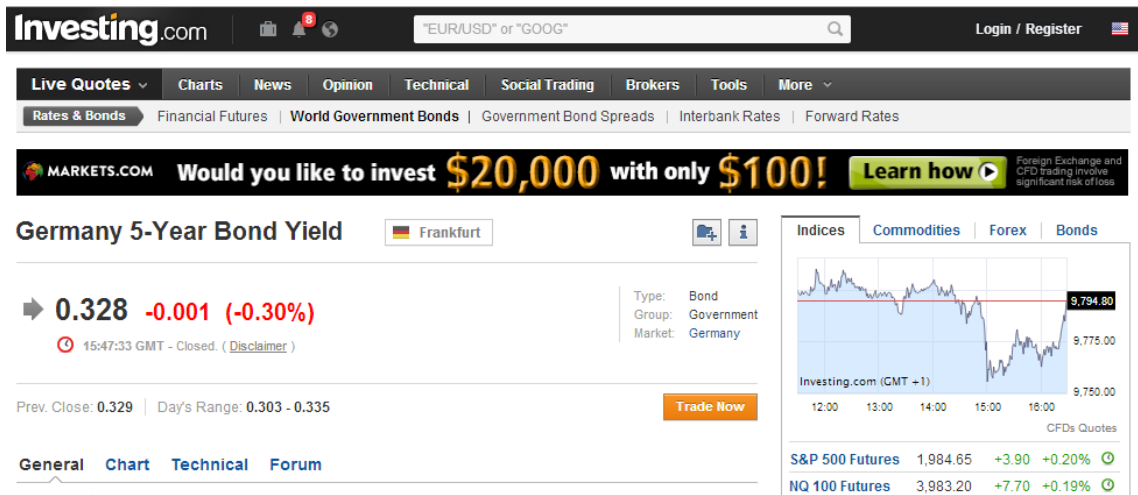 Investing.com
8
"EUR/USD" or "GOOG"
Login / Register
Live Quotes
Charts
News
Opinion
Technical
Social Trading
Brokers
Tools
More
Rates & Bonds
Financial Futures | World Government Bonds | Government Bond Spreads | Interbank Rates | Forward Rates
MARKETS.COM
Would you like to invest $20,000 with only $100!
Learn how
Foreign Exchange and
CFD trading involve
significant risk of loss
Germany 5-Year Bond Yield
Frankfurt
i
0.328 -0.001 (-0.30%)
15:47:33 GMT - Closed. ( Disclaimer )
Type: Bond
Group: Government
Market: Germany
Prev. Close: 0.329 | Day's Range: 0.303 - 0.335
Trade Now
General
Chart
Technical
Forum
Indices
Commodities
Forex
Bonds
9,794.80
9,775.00
9,750.00
Investing.com (GMT +1)
12:00 13:00 14:00 15:00 16:00
CFDs Quotes
S&P 500 Futures 1,984.65 +3.90 +0.20%
NQ 100 Futures 3,983.20 +7.70 +0.19%